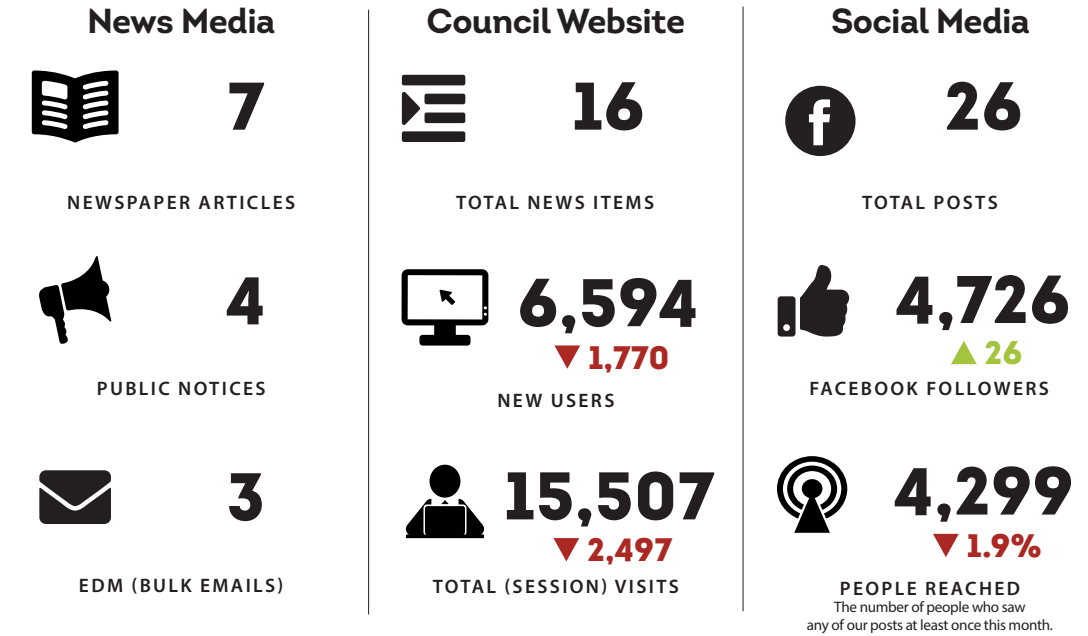 News Media
7
NEWSPAPER ARTICLES
4
PUBLIC NOTICES
3
EDM (BULK EMAILS)
Council Website
16
TOTAL NEWS ITEMS
6,594
▼ 1,770
NEW USERS
15,507
▼ 2,497
TOTAL (SESSION) VISITS
Social Media
f
26
TOTAL POSTS
4,726
▲ 26
FACEBOOK FOLLOWERS
4,299
▼ 1.9%
PEOPLE REACHED
The number of people who saw
any of our posts at least once this month.